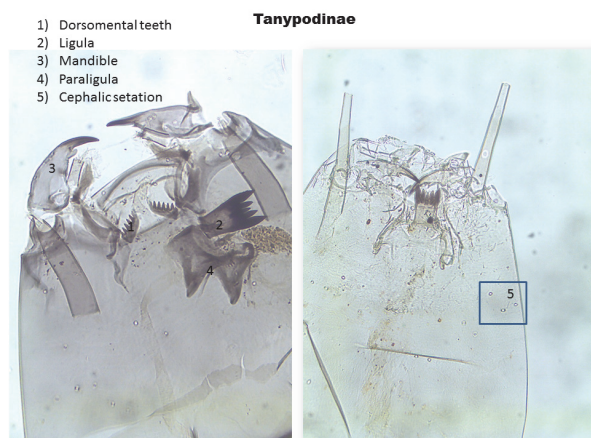 Tanypodinae
1) Dorsomental teeth
2) Ligula
3) Mandible
4) Paraligula
5) Cephalic setation
3
1
2
4
5